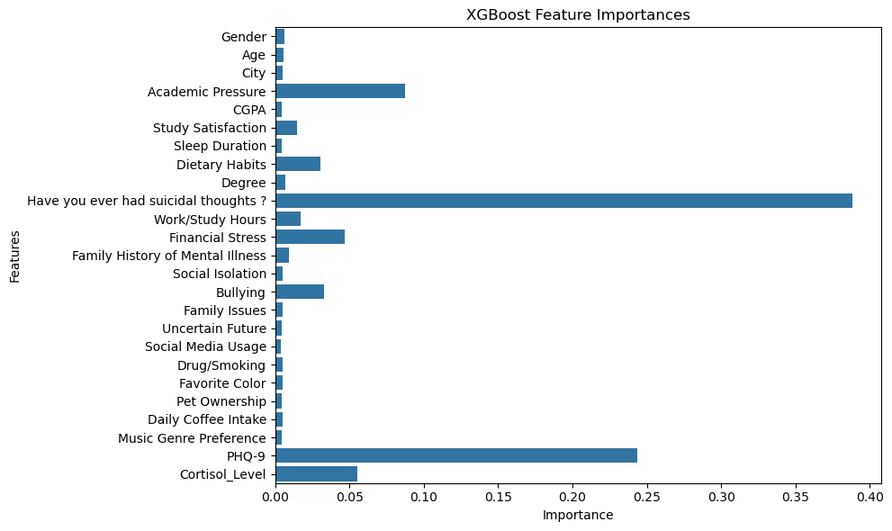 XGBoost Feature Importances
Features
Gender
Age
City
Academic Pressure
CGPA
Study Satisfaction
Sleep Duration
Dietary Habits
Degree
Have you ever had suicidal thoughts ?
Work/Study Hours
Financial Stress
Family History of Mental Illness
Social Isolation
Bullying
Family Issues
Uncertain Future
Social Media Usage
Drug/Smoking
Favorite Color
Pet Ownership
Daily Coffee Intake
Music Genre Preference
PHQ-9
Cortisol_Level
0.00 0.05 0.10 0.15 0.20 0.25 0.30 0.35 0.40
Importance